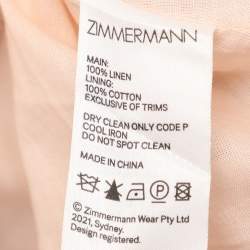 ZIMMERMANN
MAIN:
100% LINEN
LINING:
100% COTTON
EXCLUSIVE OF TRIMS
DRY CLEAN ONLY CODE P
COOL IRON
DO NOT SPOT CLEAN
MADE IN CHINA
P
© Zimmermann Wear Pty Ltd
2021, Sydney.
Design registered.